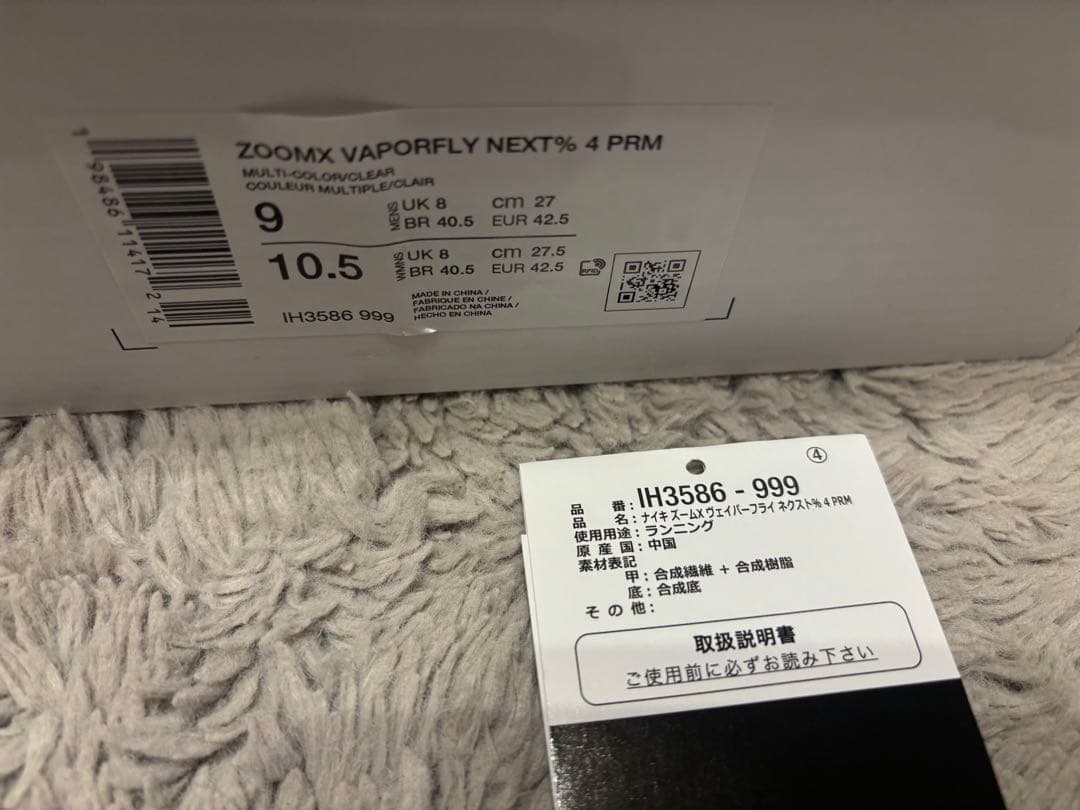 ZOOMX VAPORFLY NEXT% 4 PRM
MULTI-COLOR/CLEAR
COULEUR MULTIPLE/CLAIR
9 MENS UK 8 cm 27
BR 40.5 EUR 42.5
10.5 WMNS UK 8 cm 27.5
BR 40.5 EUR 42.5
RFID
MADE IN CHINA /
FABRIQUE EN CHINE /
FABRICADO NA CHINA /
HECHO EN CHINA
IH3586 999
1 98486 11417 2 14
④
品 番: IH3586 - 999
品 名: ナイキ ズームX ヴェイパーフライ ネクスト% 4 PRM
使用用途: ランニング
原 産 国: 中国
素材表記
甲: 合成繊維 + 合成樹脂
底: 合成底
そ の 他:
取扱説明書
ご使用前に必ずお読み下さい